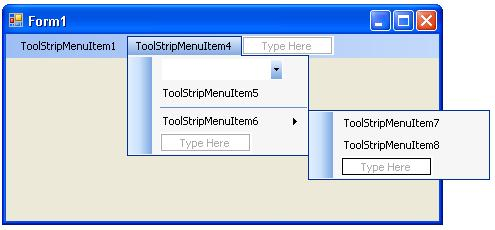 Form1
ToolStripMenuItem1 ToolStripMenuItem4 Type Here
ToolStripMenuItem5
ToolStripMenuItem6
Type Here
ToolStripMenuItem7
ToolStripMenuItem8
Type Here